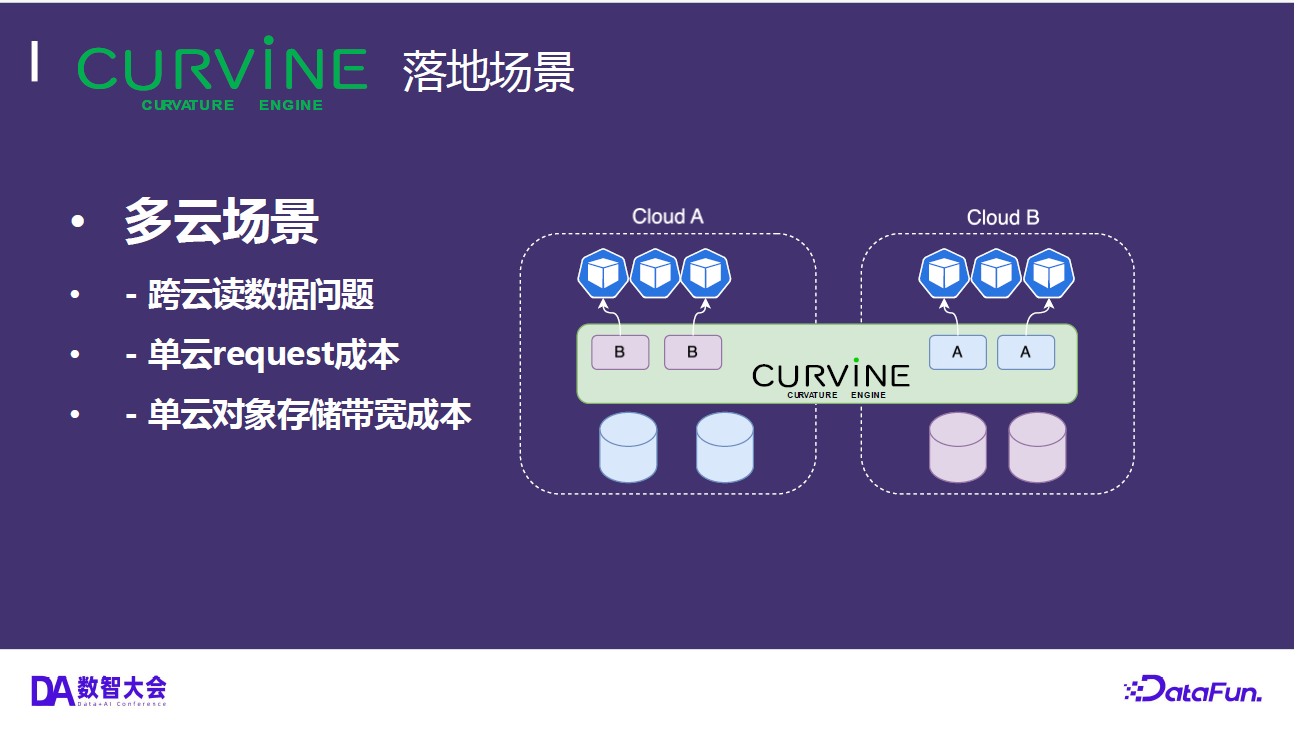 CURVINE 落地场景
CURVATURE ENGINE
• 多云场景
• - 跨云读数据问题
• - 单云request成本
• - 单云对象存储带宽成本
Cloud A
Cloud B
B
B
A
A
CURVINE
CURVATURE ENGINE
DA 数智大会
Data+AI Conference
DataFun.